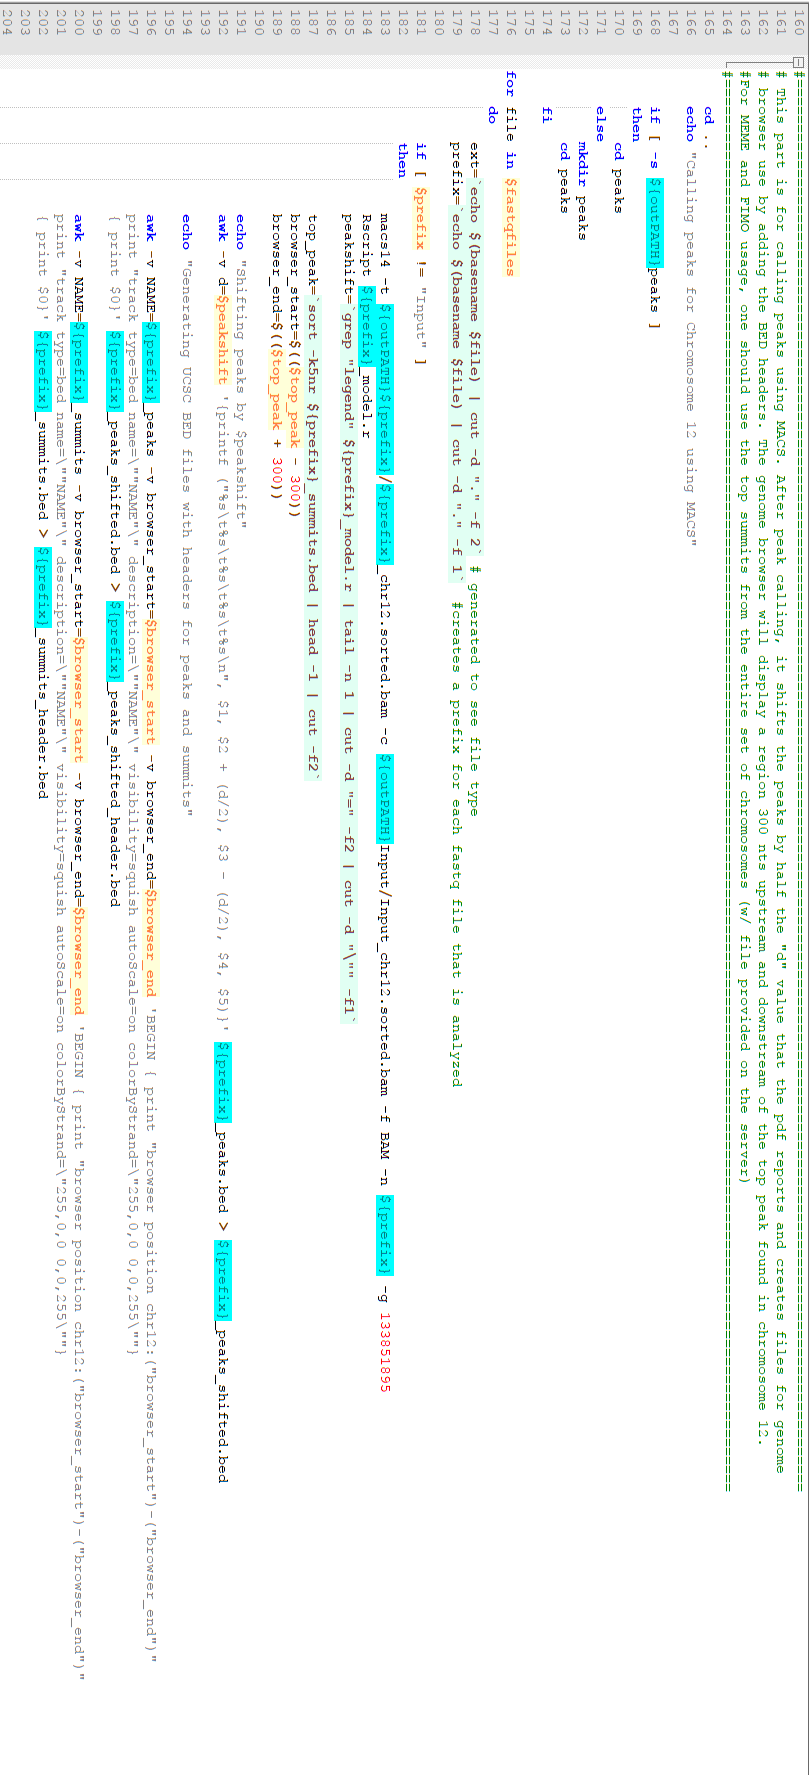 160 #==============================================================================
161 # This part is for calling peaks using MACS. After peak calling, it shifts the peaks by half the "d" value that the pdf reports and creates files for genome
162 # browser use by adding the BED headers. The genome browser will display a region 300 nts upstream and downstream of the top peak found in chromosome 12.
163 #For MEME and FIMO usage, one should use the top summits from the entire set of chromosomes (w/ file provided on the server)
164 #==============================================================================
165 cd ..
166 echo "Calling peaks for Chromosome 12 using MACS"
167
168 if [ -s ${outPATH}peaks ]
169 then
170 cd peaks
171 else
172 mkdir peaks
173 cd peaks
174 fi
175
176 for file in $fastqfiles
177 do
178 ext=`echo $(basename $file) | cut -d "." -f 2` # generated to see file type
179 prefix=`echo $(basename $file) | cut -d "." -f 1` #creates a prefix for each fastq file that is analyzed
180
181 if [ $prefix != "Input" ]
182 then
183 macs14 -t ${outPATH}${prefix}/${prefix}_chr12.sorted.bam -c ${outPATH}Input/Input_chr12.sorted.bam -f BAM -n ${prefix} -g 133851895
184 Rscript ${prefix}_model.r
185 peakshift=`grep "legend" ${prefix}_model.r | tail -n 1 | cut -d "=" -f2 | cut -d "\"" -f1`
186
187 top_peak=`sort -k5nr ${prefix}_summits.bed | head -1 | cut -f2`
188 browser_start=$(($top_peak - 300))
189 browser_end=$(($top_peak + 300))
190
191 echo "Shifting peaks by $peakshift"
192 awk -v d=$peakshift '{printf ("%s\t%s\t%s\t%s\t%s\n", $1, $2 + (d/2), $3 - (d/2), $4, $5)}' ${prefix}_peaks.bed > ${prefix}_peaks_shifted.bed
193
194 echo "Generating UCSC BED files with headers for peaks and summits"
195
196 awk -v NAME=${prefix}_peaks -v browser_start=$browser_start -v browser_end=$browser_end 'BEGIN { print "browser position chr12:("browser_start")-("browser_end")"
197 print "track type=bed name=\""NAME"\" description=\""NAME"\" visibility=squish autoScale=on colorByStrand=\"255,0,0 0,0,255\""}
198 { print $0}' ${prefix}_peaks_shifted.bed > ${prefix}_peaks_shifted_header.bed
199
200 awk -v NAME=${prefix}_summits -v browser_start=$browser_start -v browser_end=$browser_end 'BEGIN { print "browser position chr12:("browser_start")-("browser_end")"
201 print "track type=bed name=\""NAME"\" description=\""NAME"\" visibility=squish autoScale=on colorByStrand=\"255,0,0 0,0,255\""}
202 { print $0}' ${prefix}_summits.bed > ${prefix}_summits_header.bed
203
204